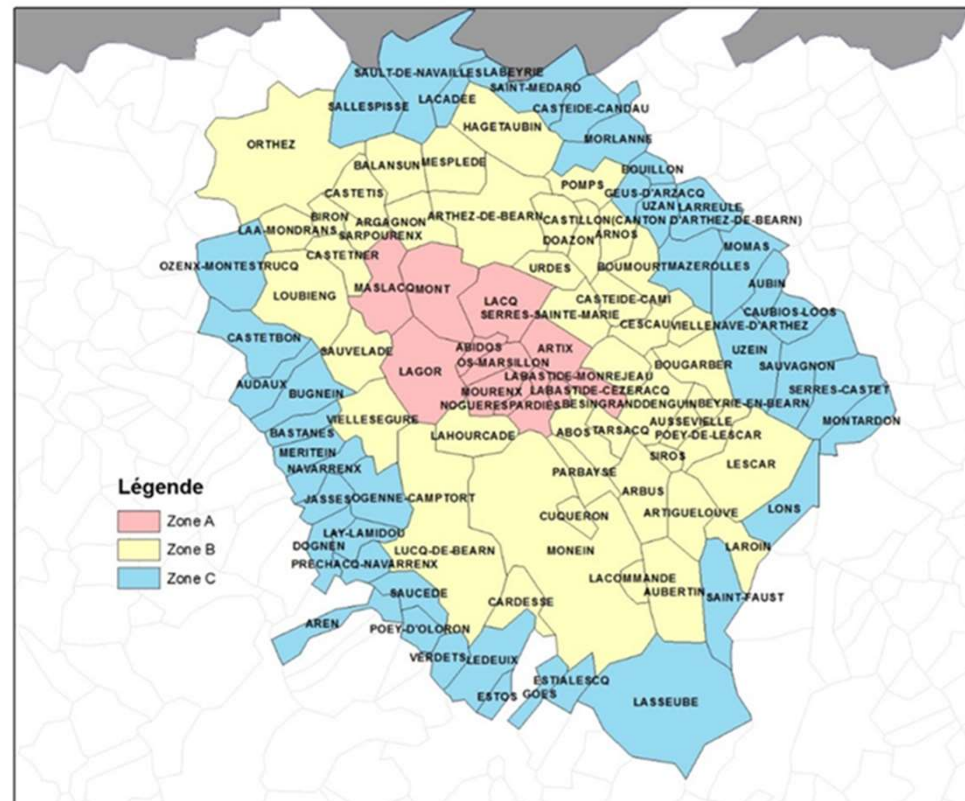 SAULT-DE-NAVAILLES
LABEYRIE
SAINT-MEDARD
SALLESPISSE
LACADÉE
CASTEIDE-CANDAU
HAGETAUBIN
MORLANNE
ORTHEZ
BALANSUN
MESPLEDE
BOUILLON
POMPS
GEUS-D'ARZACQ
CASTETIS
UZAN
LARREULE
BIRON
ARGAGNON
ARTHEZ-DE-BEARN
CASTILLON(CANTON D'ARTHEZ-DE-BEARN)
LAA-MONDRANS
SARPOURENX
DOAZON
ARNOS
MOMAS
CASTETNER
OZENX-MONTESTRUCQ
URDES
BOUMOURT
MAZEROLLES
AUBIN
MASLACQ
MONT
LOUBIENG
LACQ
CASTEIDE-CAMI
SERRES-SAINTE-MARIE
CAUBIOS-LOOS
CESCAU
VIELLENAVE-D'ARTHEZ
CASTETBON
SAUVELADE
ABIDOS
ARTIX
UZEIN
OS-MARSILLON
BOUGARBER
SAUVAGNON
LAGOR
LABASTIDE-MONREJEAU
AUDAUX
BUGNEIN
MOURENX
LABASTIDE-CEZERACQ
SERRES-CASTET
NOGUERES
PARDIES
BESINGRAND
DENGUIN
BEYRIE-EN-BEARN
VIELLESEGURE
AUSSEVIELLE
MONTARDON
BASTANES
LAHOURCADE
ABOS
TARSACQ
POEY-DE-LESCAR
MERITEIN
SIROS
LESCAR
NAVARRENX
PARBAYSE
Légende
JASSES
OGENNE-CAMPTORT
ARBUS
Zone A
CUQUERON
ARTIGUELOUVE
LONS
LAY-LAMIDOU
DOGNEN
LUCQ-DE-BEARN
MONEIN
LAROIN
Zone B
PRECHACQ-NAVARRENX
Zone C
LACOMMANDE
SAUCEDE
CARDESSE
AUBERTIN
SAINT-FAUST
AREN
POEY-D'OLORON
VERDETS
LEDEUIX
ESTIALESCQ
ESTOS
GOES
LASSEUBE